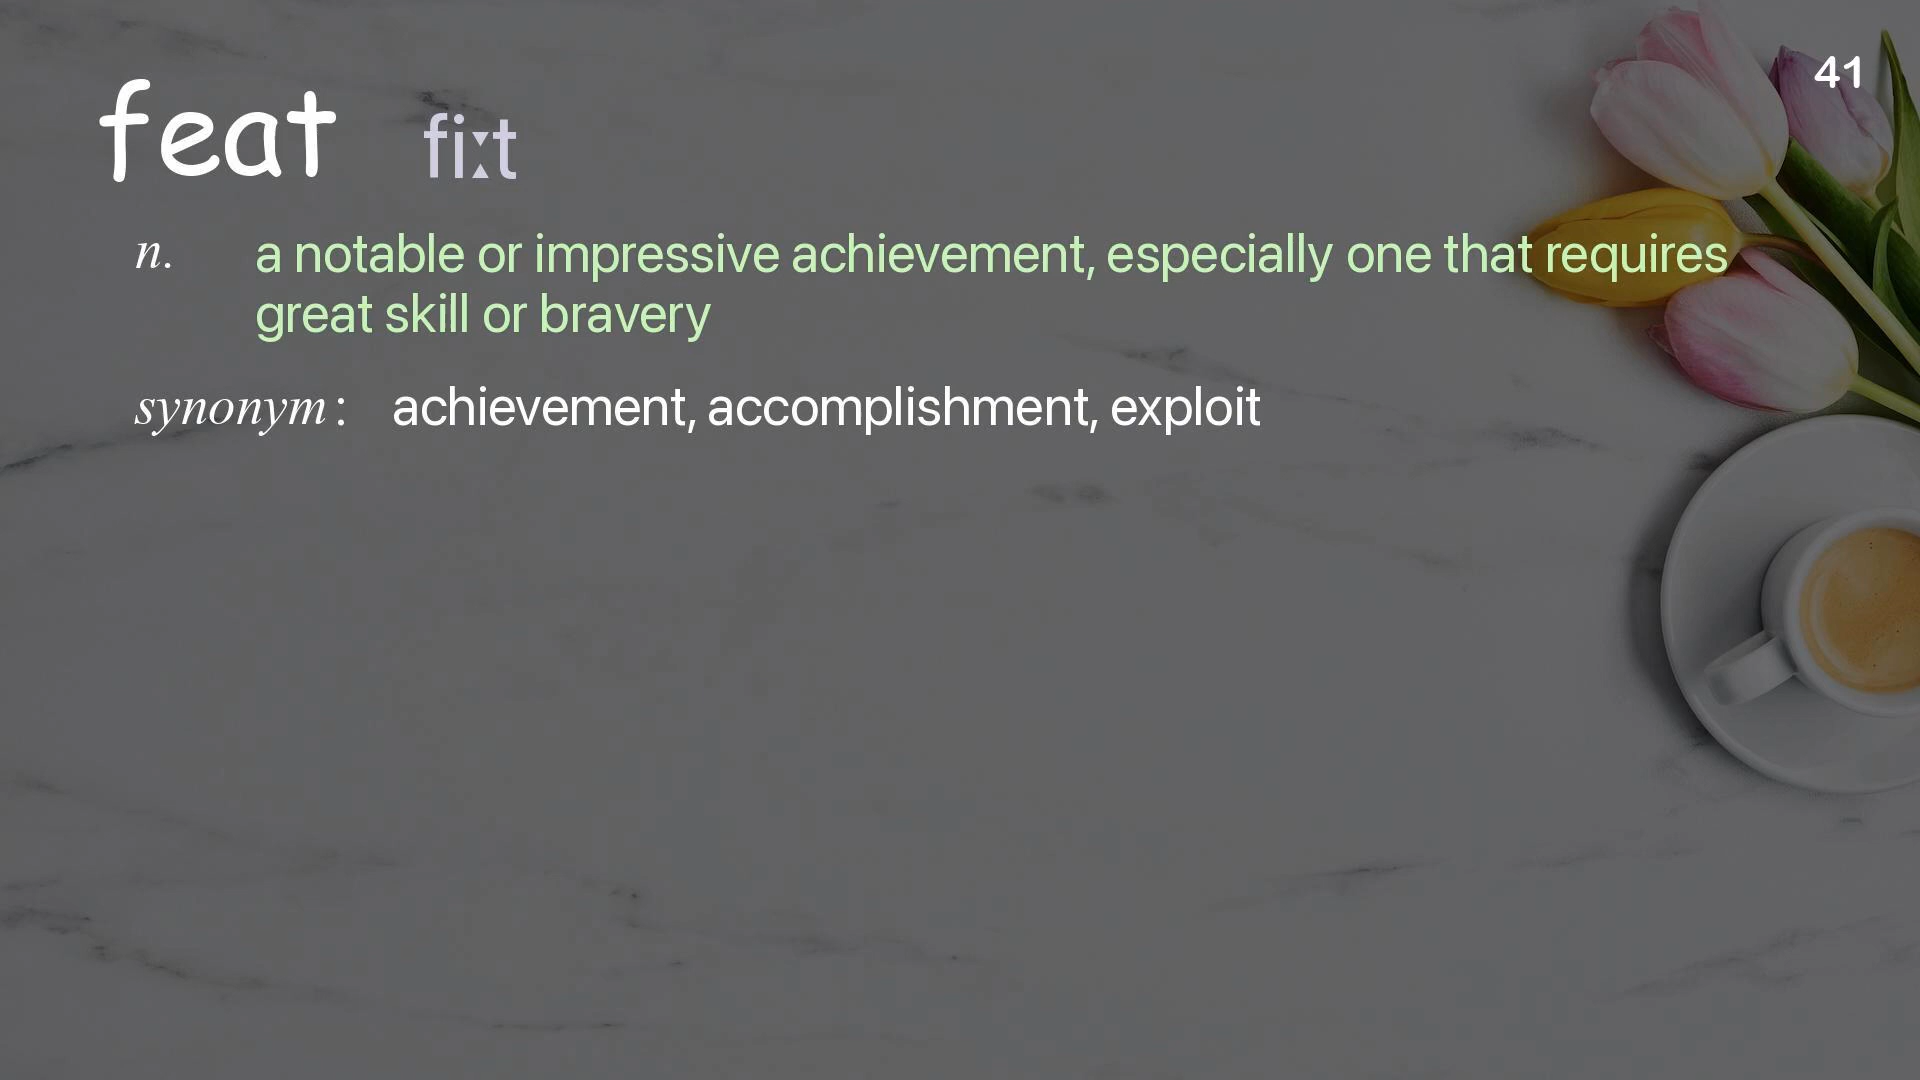 41
feat fiːt
n. a notable or impressive achievement, especially one that requires
great skill or bravery
synonym : achievement, accomplishment, exploit